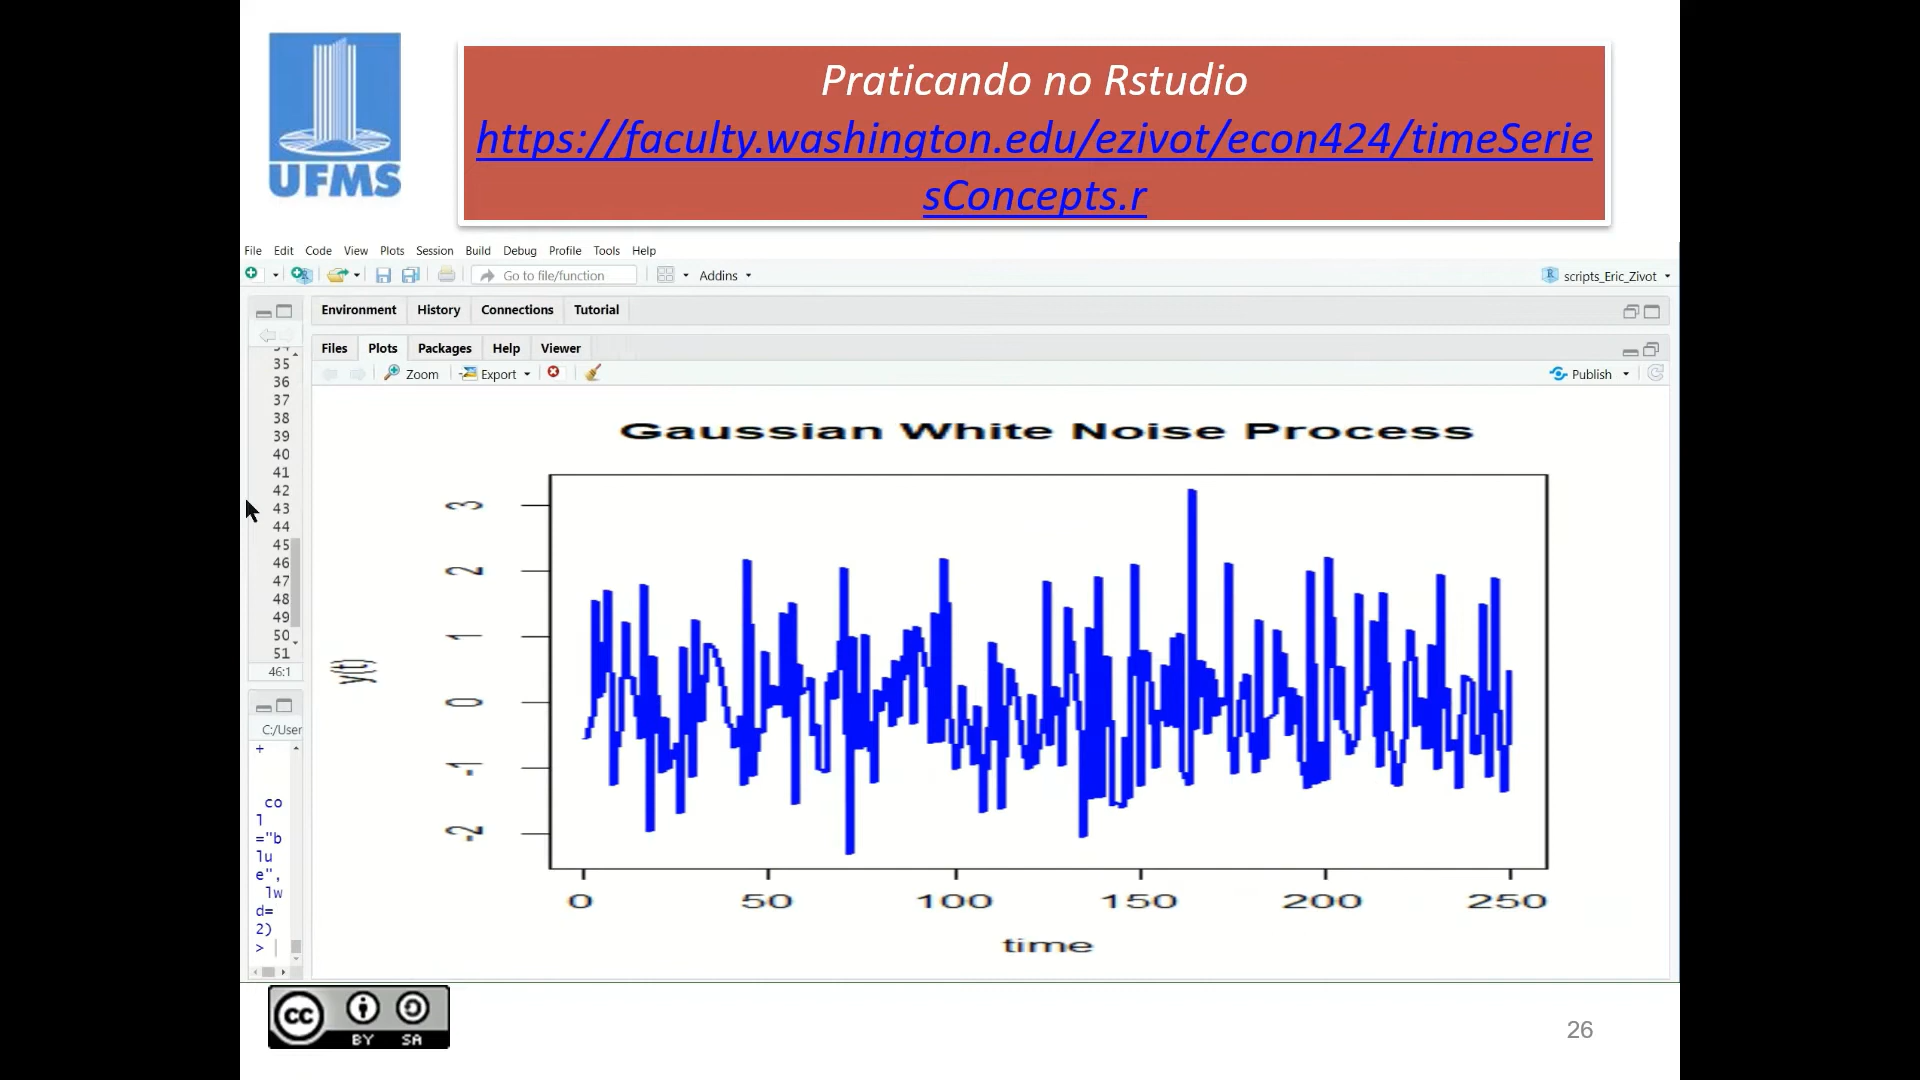 UFMS
Praticando no Rstudio
https://faculty.washington.edu/ezivot/econ424/timeSerie
sConcepts.r
File Edit Code View Plots Session Build Debug Profile Tools Help
Go to file/function Addins scripts_Eric_Zivot
Environment History Connections Tutorial
Files Plots Packages Help Viewer
Zoom Export Publish
35
36
37
38
39
40
41
42
43
44
45
46
47
48
49
50
51
46:1
C:/User
+
co
l
="b
lu
e",
lw
d=
2)
>
Gaussian White Noise Process
y(t)
3
2
1
0
-1
-2
0 50 100 150 200 250
time
CC BY SA
26